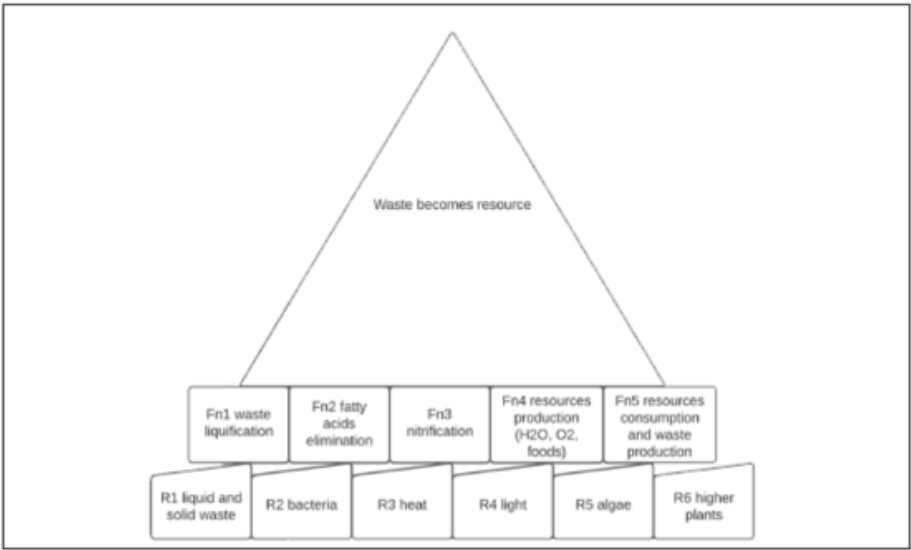 Waste becomes resource
Fn1 waste
liquification
Fn2 fatty
acids
elimination
Fn3
nitrification
Fn4 resources
production
(H2O, O2,
foods)
Fn5 resources
consumption
and waste
production
R1 liquid and
solid waste
R2 bacteria
R3 heat
R4 light
R5 algae
R6 higher
plants